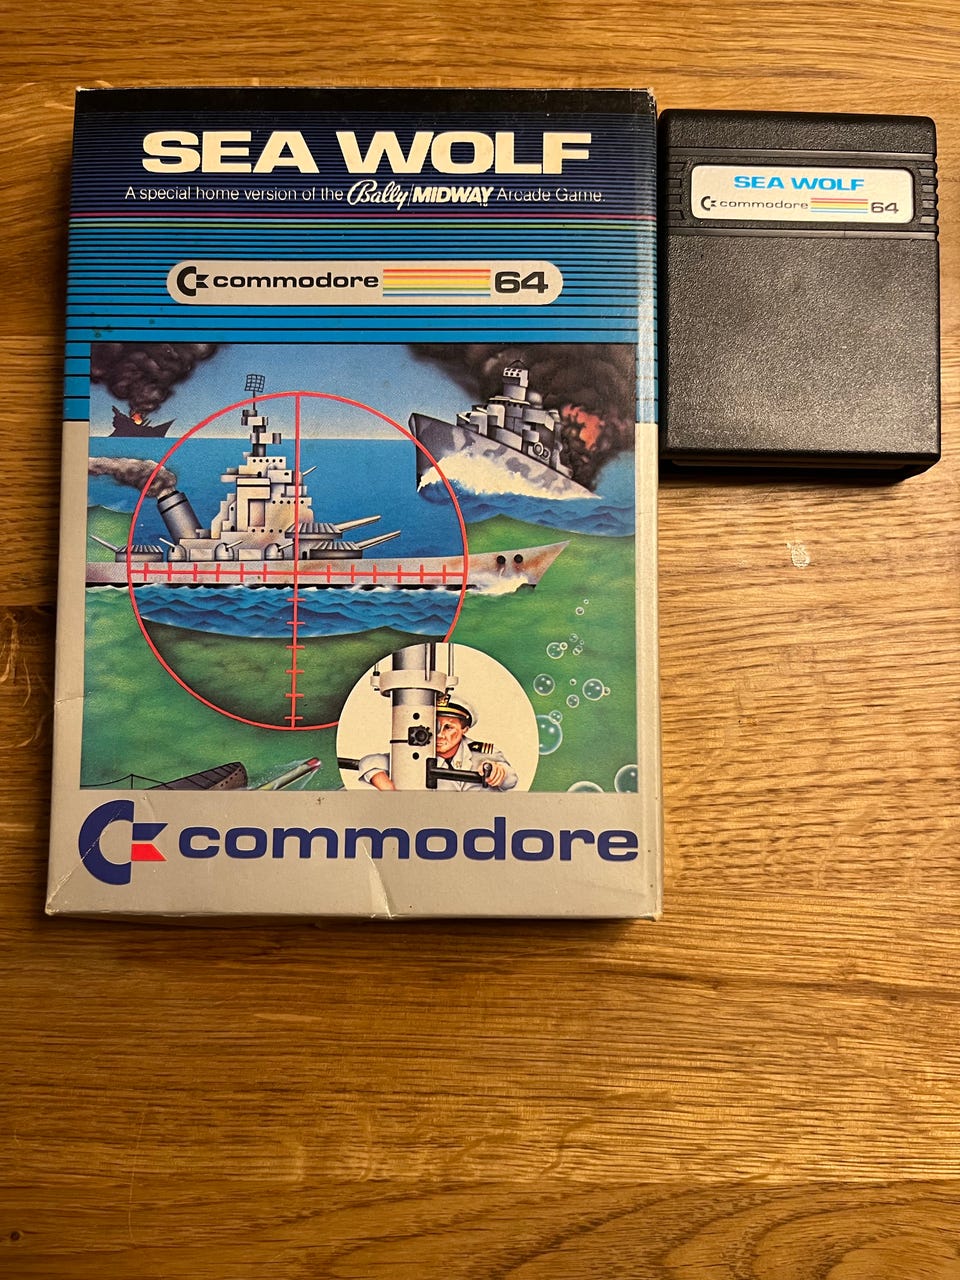 SEA WOLF
A special home version of the Bally/MIDWAY Arcade Game.
commodore 64
commodore
SEA WOLF
commodore 64